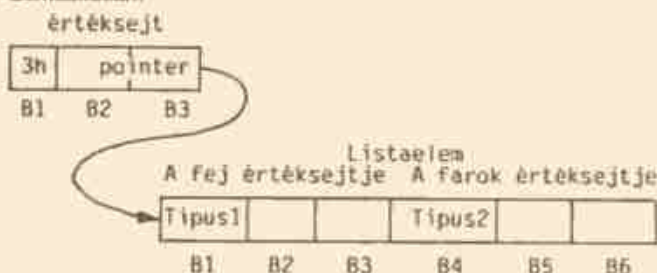 értéksejt
3h pointer
B1 B2 B3
Listaelem
A fej értéksejtje A farok értéksejtje
Tipus1 Tipus2
B1 B2 B3 B4 B5 B6